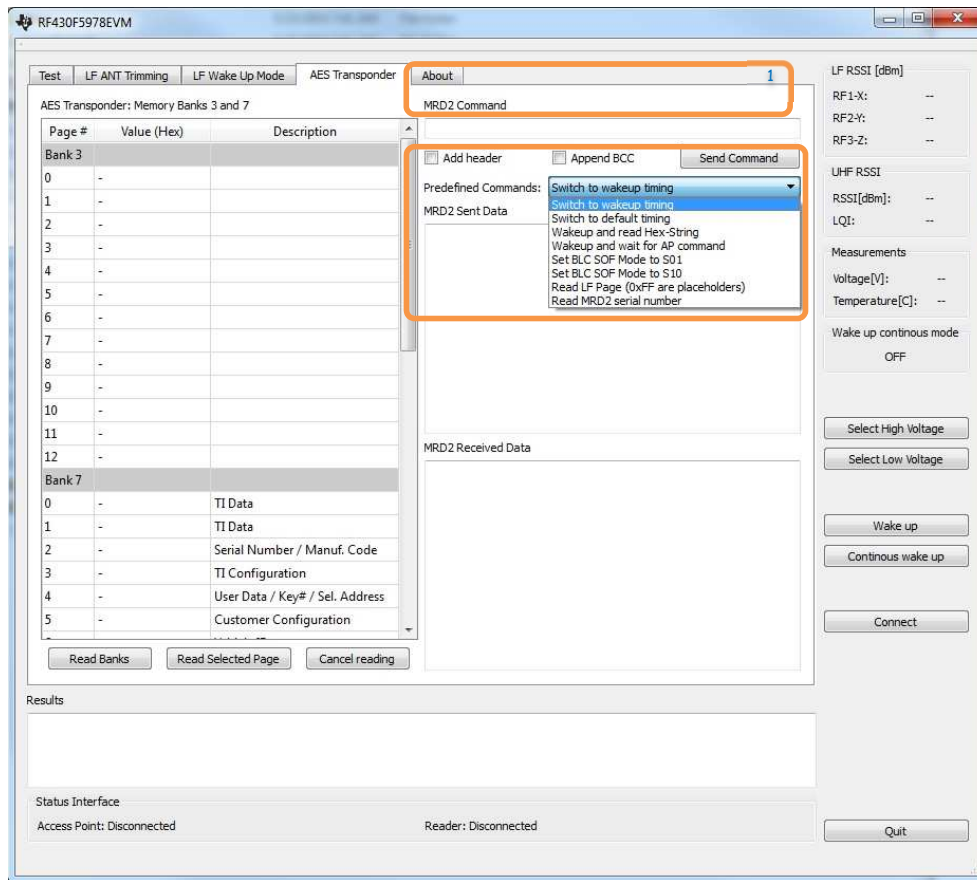 RF430F5978EVM
Test LF ANT Trimming LF Wake Up Mode AES Transponder About 1
AES Transponder: Memory Banks 3 and 7
Page # Value (Hex) Description
Bank 3
0 -
1 -
2 -
3 -
4 -
5 -
6 -
7 -
8 -
9 -
10 -
11 -
12 -
Bank 7
0 - TI Data
1 - TI Data
2 - Serial Number / Manuf. Code
3 - TI Configuration
4 - User Data / Key# / Sel. Address
5 - Customer Configuration
Read Banks Read Selected Page Cancel reading
MRD2 Command
Add header Append BCC Send Command
Predefined Commands: Switch to wakeup timing
Switch to wakeup timing
Switch to default timing
Wakeup and read Hex-String
Wakeup and wait for AP command
Set BLC SOF Mode to S01
Set BLC SOF Mode to S10
Read LF Page (0xFF are placeholders)
Read MRD2 serial number
MRD2 Sent Data
MRD2 Received Data
LF RSSI [dBm]
RF1-X: --
RF2-Y: --
RF3-Z: --
UHF RSSI
RSSI[dBm]: --
LQI: --
Measurements
Voltage[V]: --
Temperature[C]: --
Wake up continous mode
OFF
Select High Voltage
Select Low Voltage
Wake up
Continous wake up
Connect
Results
Status Interface
Access Point: Disconnected Reader: Disconnected
Quit